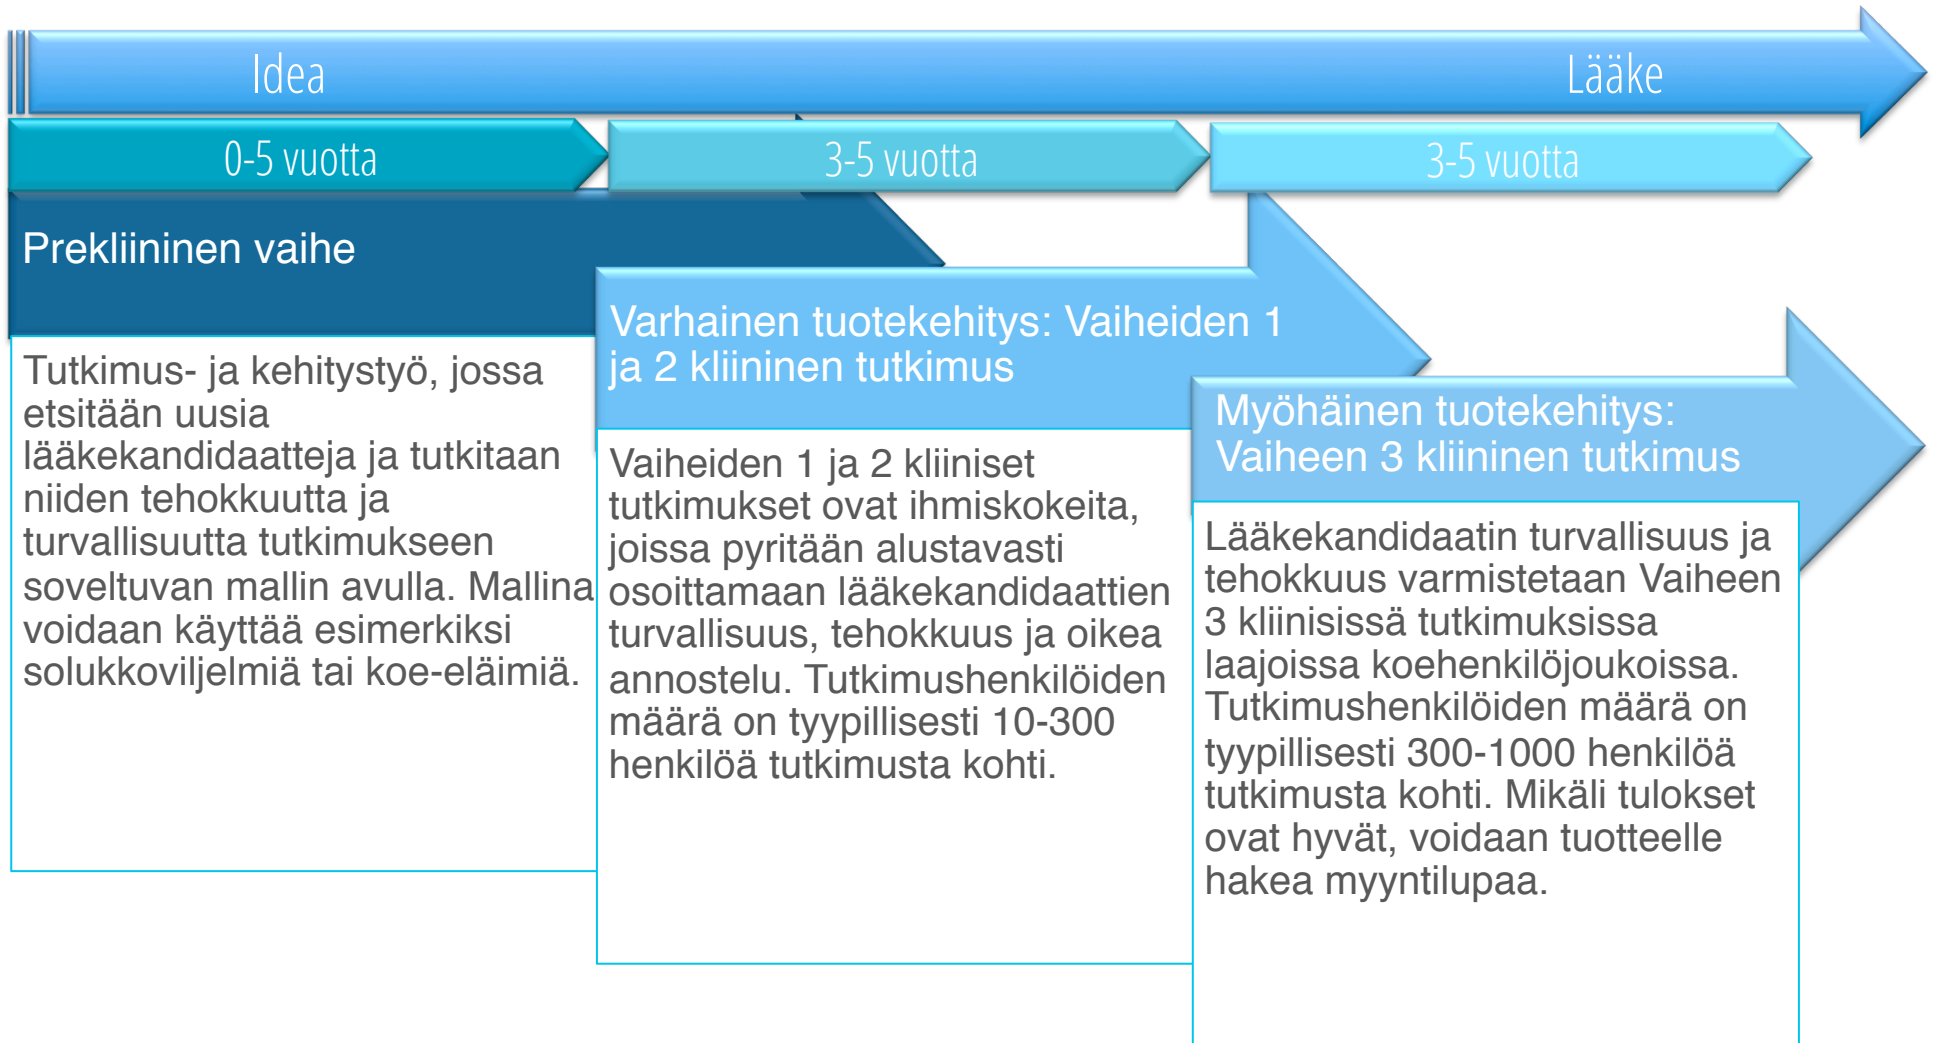 Idea
Lääke
0-5 vuotta
3-5 vuotta
3-5 vuotta
Prekliininen vaihe
Tutkimus- ja kehitystyö, jossa
etsitään uusia
lääkekandidaatteja ja tutkitaan
niiden tehokkuutta ja
turvallisuutta tutkimukseen
soveltuvan mallin avulla. Mallina
voidaan käyttää esimerkiksi
solukkoviljelmiä tai koe-eläimiä.
Varhainen tuotekehitys: Vaiheiden 1
ja 2 kliininen tutkimus
Vaiheiden 1 ja 2 kliiniset
tutkimukset ovat ihmiskokeita,
joissa pyritään alustavasti
osoittamaan lääkekandidaattien
turvallisuus, tehokkuus ja oikea
annostelu. Tutkimushenkilöiden
määrä on tyypillisesti 10-300
henkilöä tutkimusta kohti.
Myöhäinen tuotekehitys:
Vaiheen 3 kliininen tutkimus
Lääkekandidaatin turvallisuus ja
tehokkuus varmistetaan Vaiheen
3 kliinisissä tutkimuksissa
laajoissa koehenkilöjoukoissa.
Tutkimushenkilöiden määrä on
tyypillisesti 300-1000 henkilöä
tutkimusta kohti. Mikäli tulokset
ovat hyvät, voidaan tuotteelle
hakea myyntilupaa.